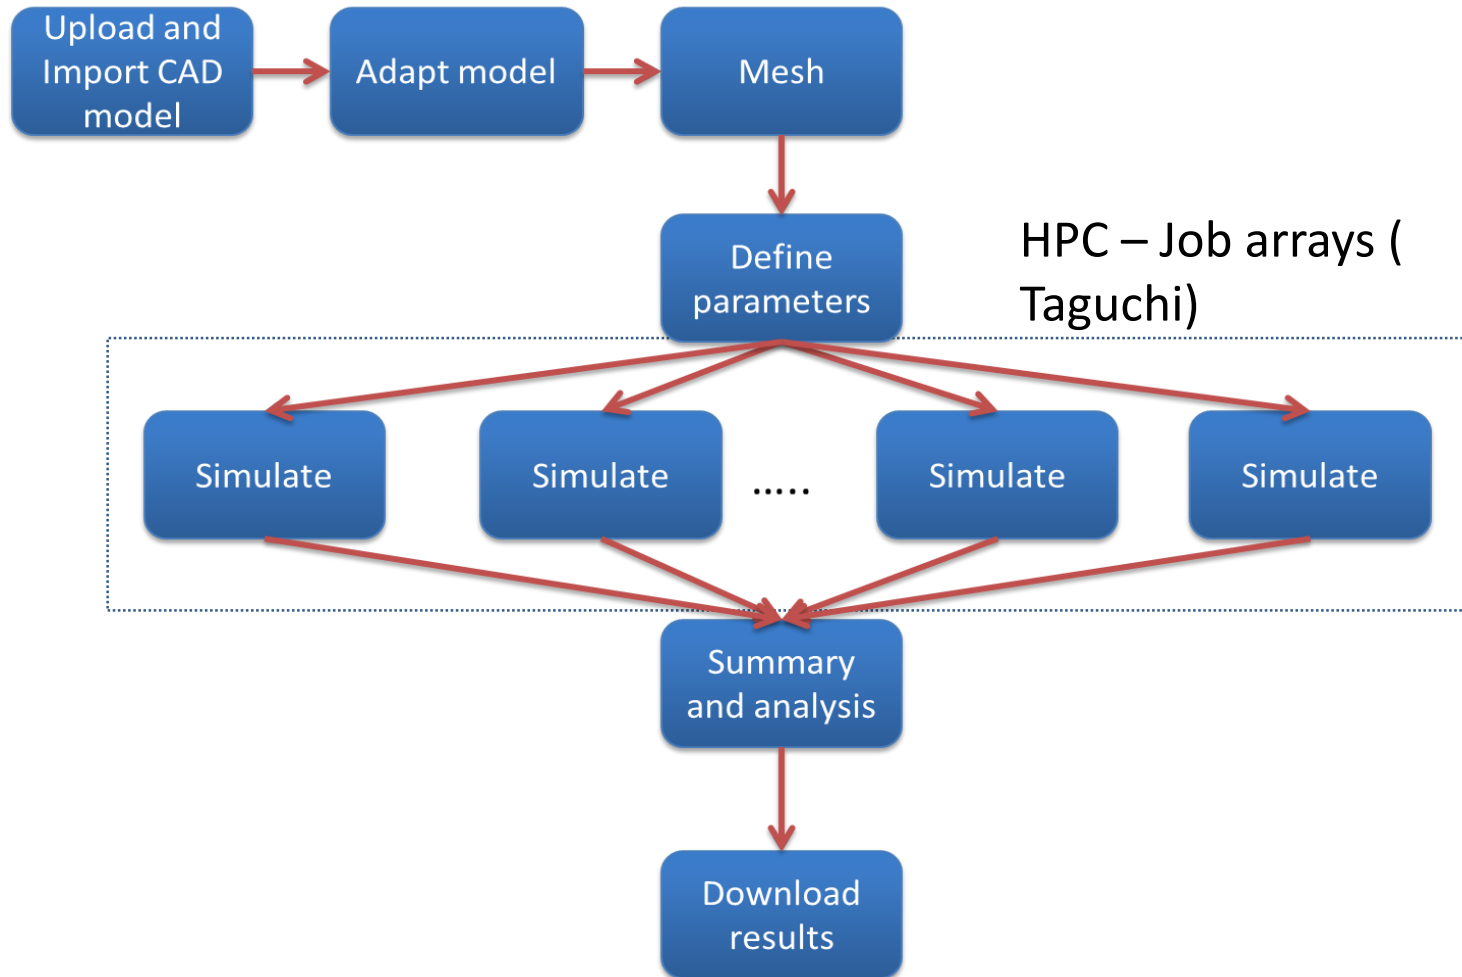 Upload and
Import CAD
model
Adapt model
Mesh
Define
parameters
HPC – Job arrays (
Taguchi)
Simulate
Simulate
.....
Simulate
Simulate
Summary
and analysis
Download
results